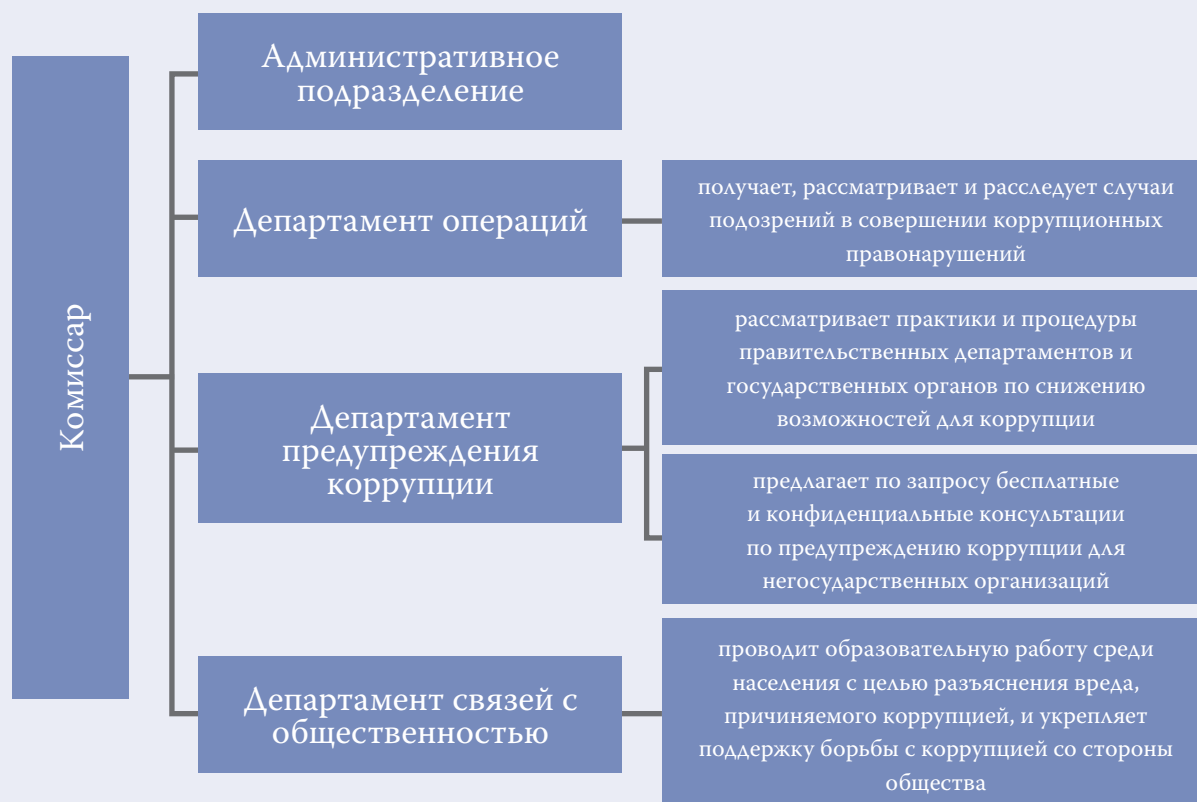 Комиссар
Административное
подразделение
Департамент операций
получает, рассматривает и расследует случаи
подозрений в совершении коррупционных
правонарушений
Департамент
предупреждения
коррупции
рассматривает практики и процедуры
правительственных департаментов и
государственных органов по снижению
возможностей для коррупции
предлагает по запросу бесплатные
и конфиденциальные консультации
по предупреждению коррупции для
негосударственных организаций
Департамент связей с
общественностью
проводит образовательную работу среди
населения с целью разъяснения вреда,
причиняемого коррупцией, и укрепляет
поддержку борьбы с коррупцией со стороны
общества